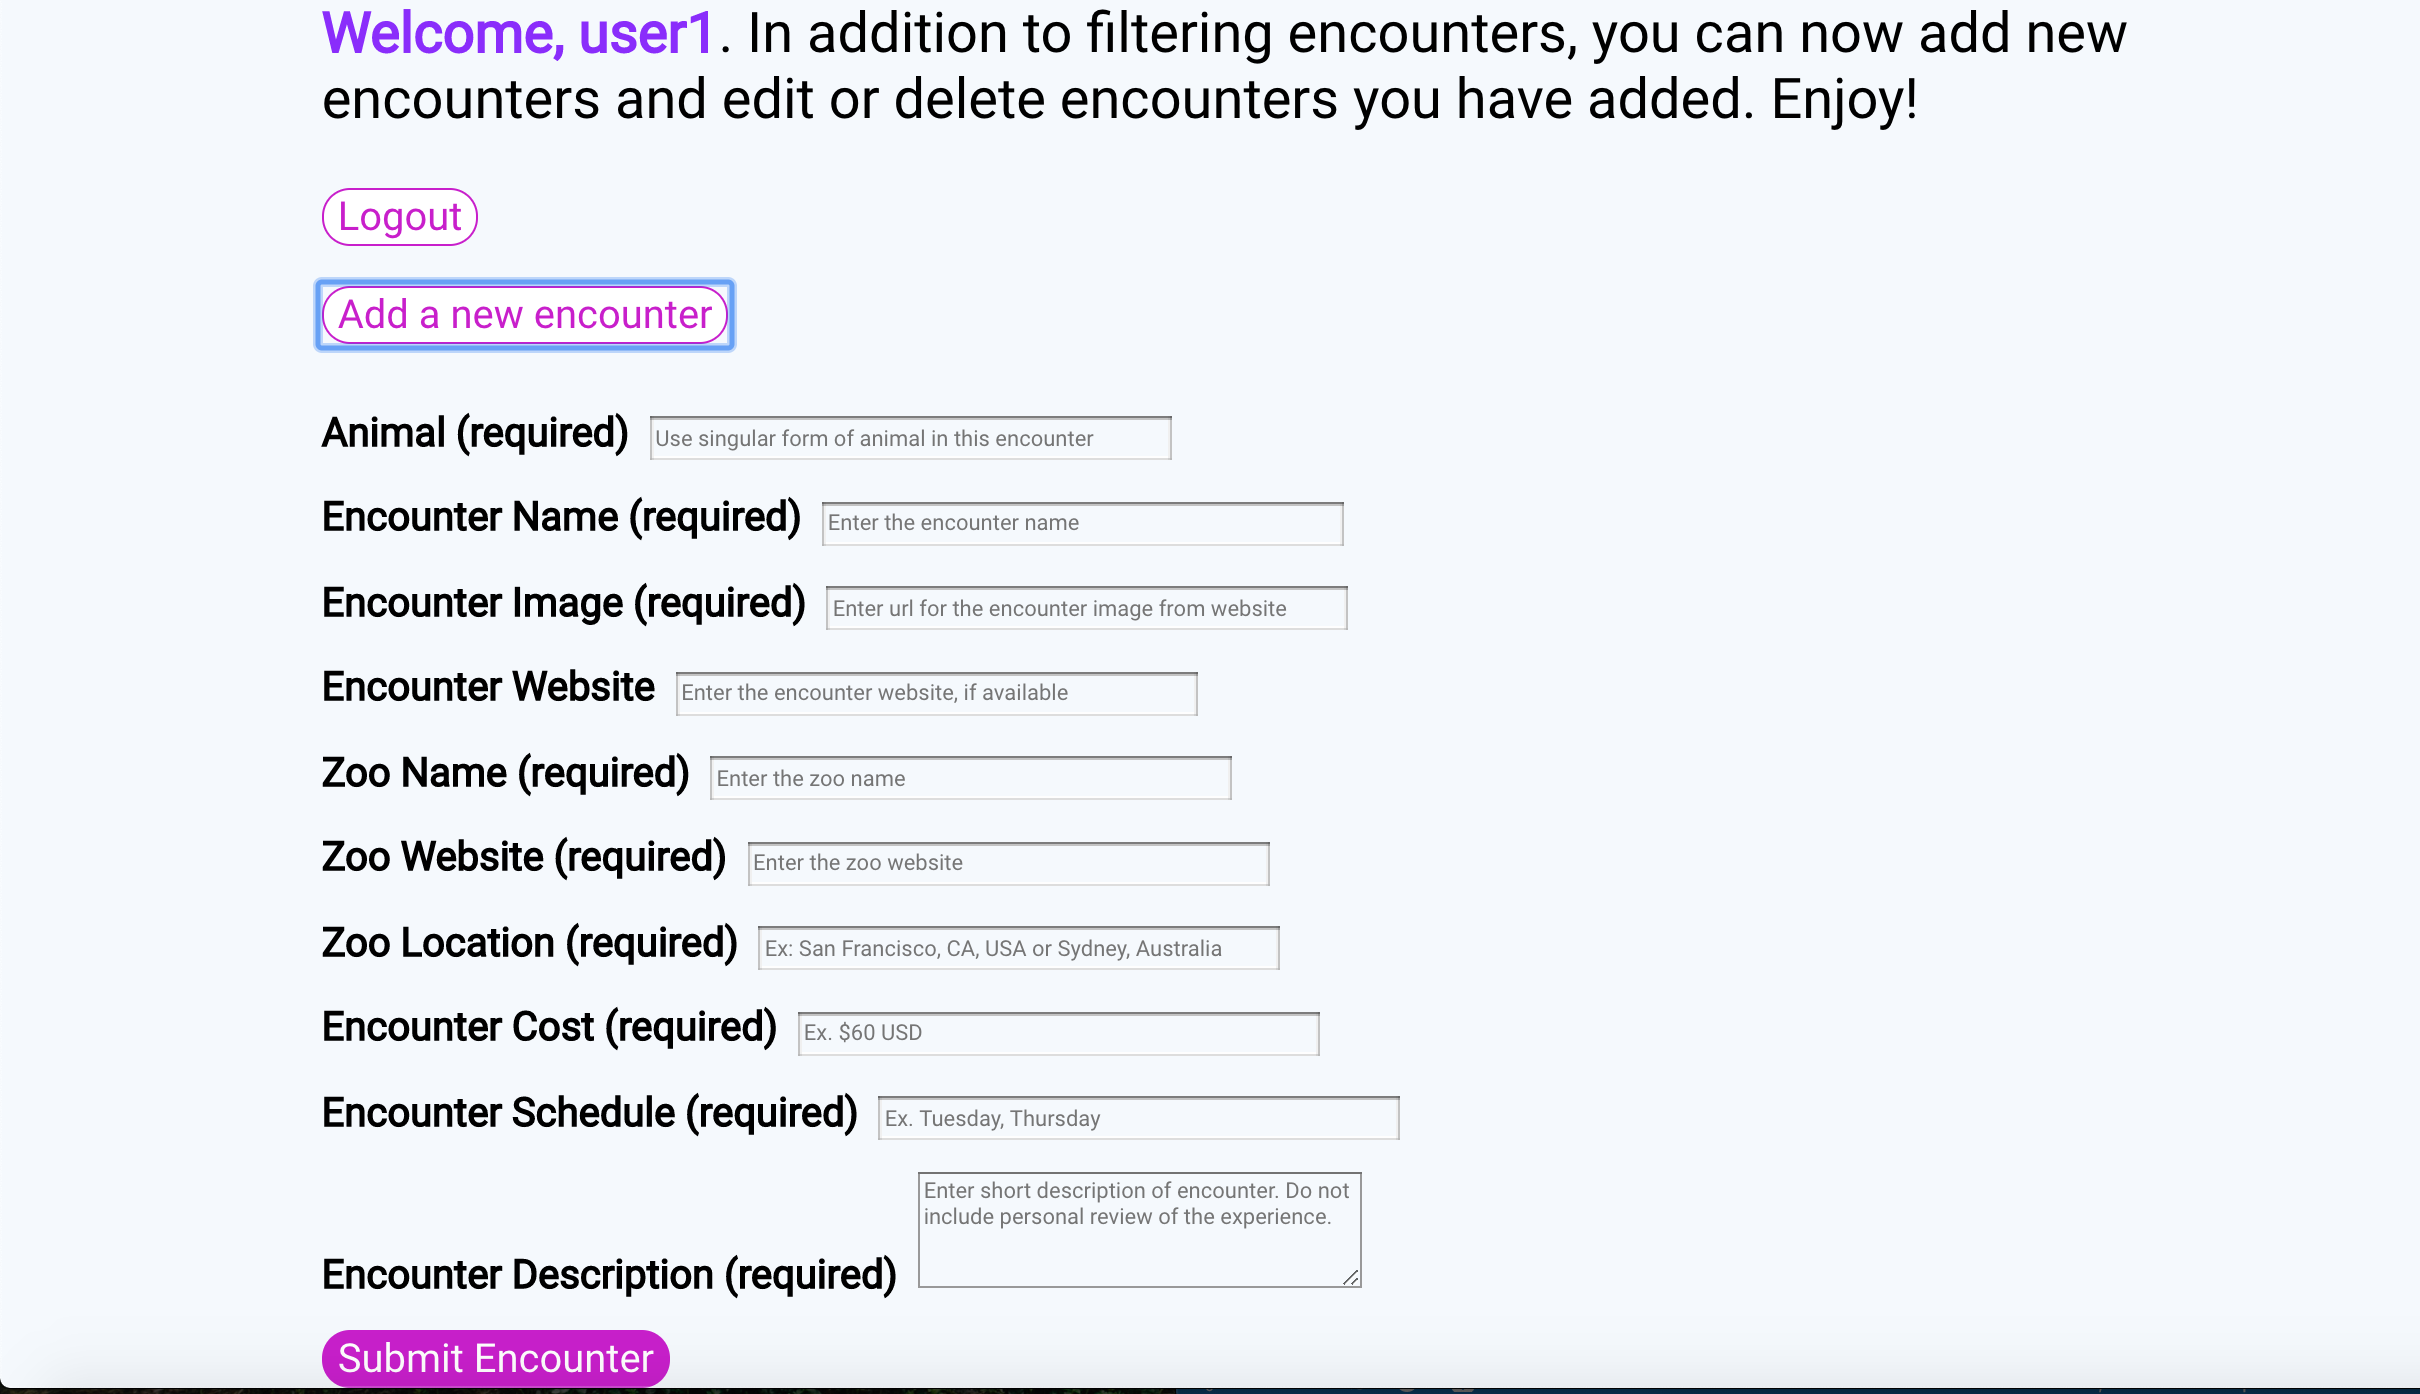 Welcome, user1. In addition to filtering encounters, you can now add new
encounters and edit or delete encounters you have added. Enjoy!
Logout
Add a new encounter
Animal (required) Use singular form of animal in this encounter
Encounter Name (required) Enter the encounter name
Encounter Image (required) Enter url for the encounter image from website
Encounter Website Enter the encounter website, if available
Zoo Name (required) Enter the zoo name
Zoo Website (required) Enter the zoo website
Zoo Location (required) Ex: San Francisco, CA, USA or Sydney, Australia
Encounter Cost (required) Ex. $60 USD
Encounter Schedule (required) Ex. Tuesday, Thursday
Enter short description of encounter. Do not
include personal review of the experience.
Encounter Description (required)
Submit Encounter